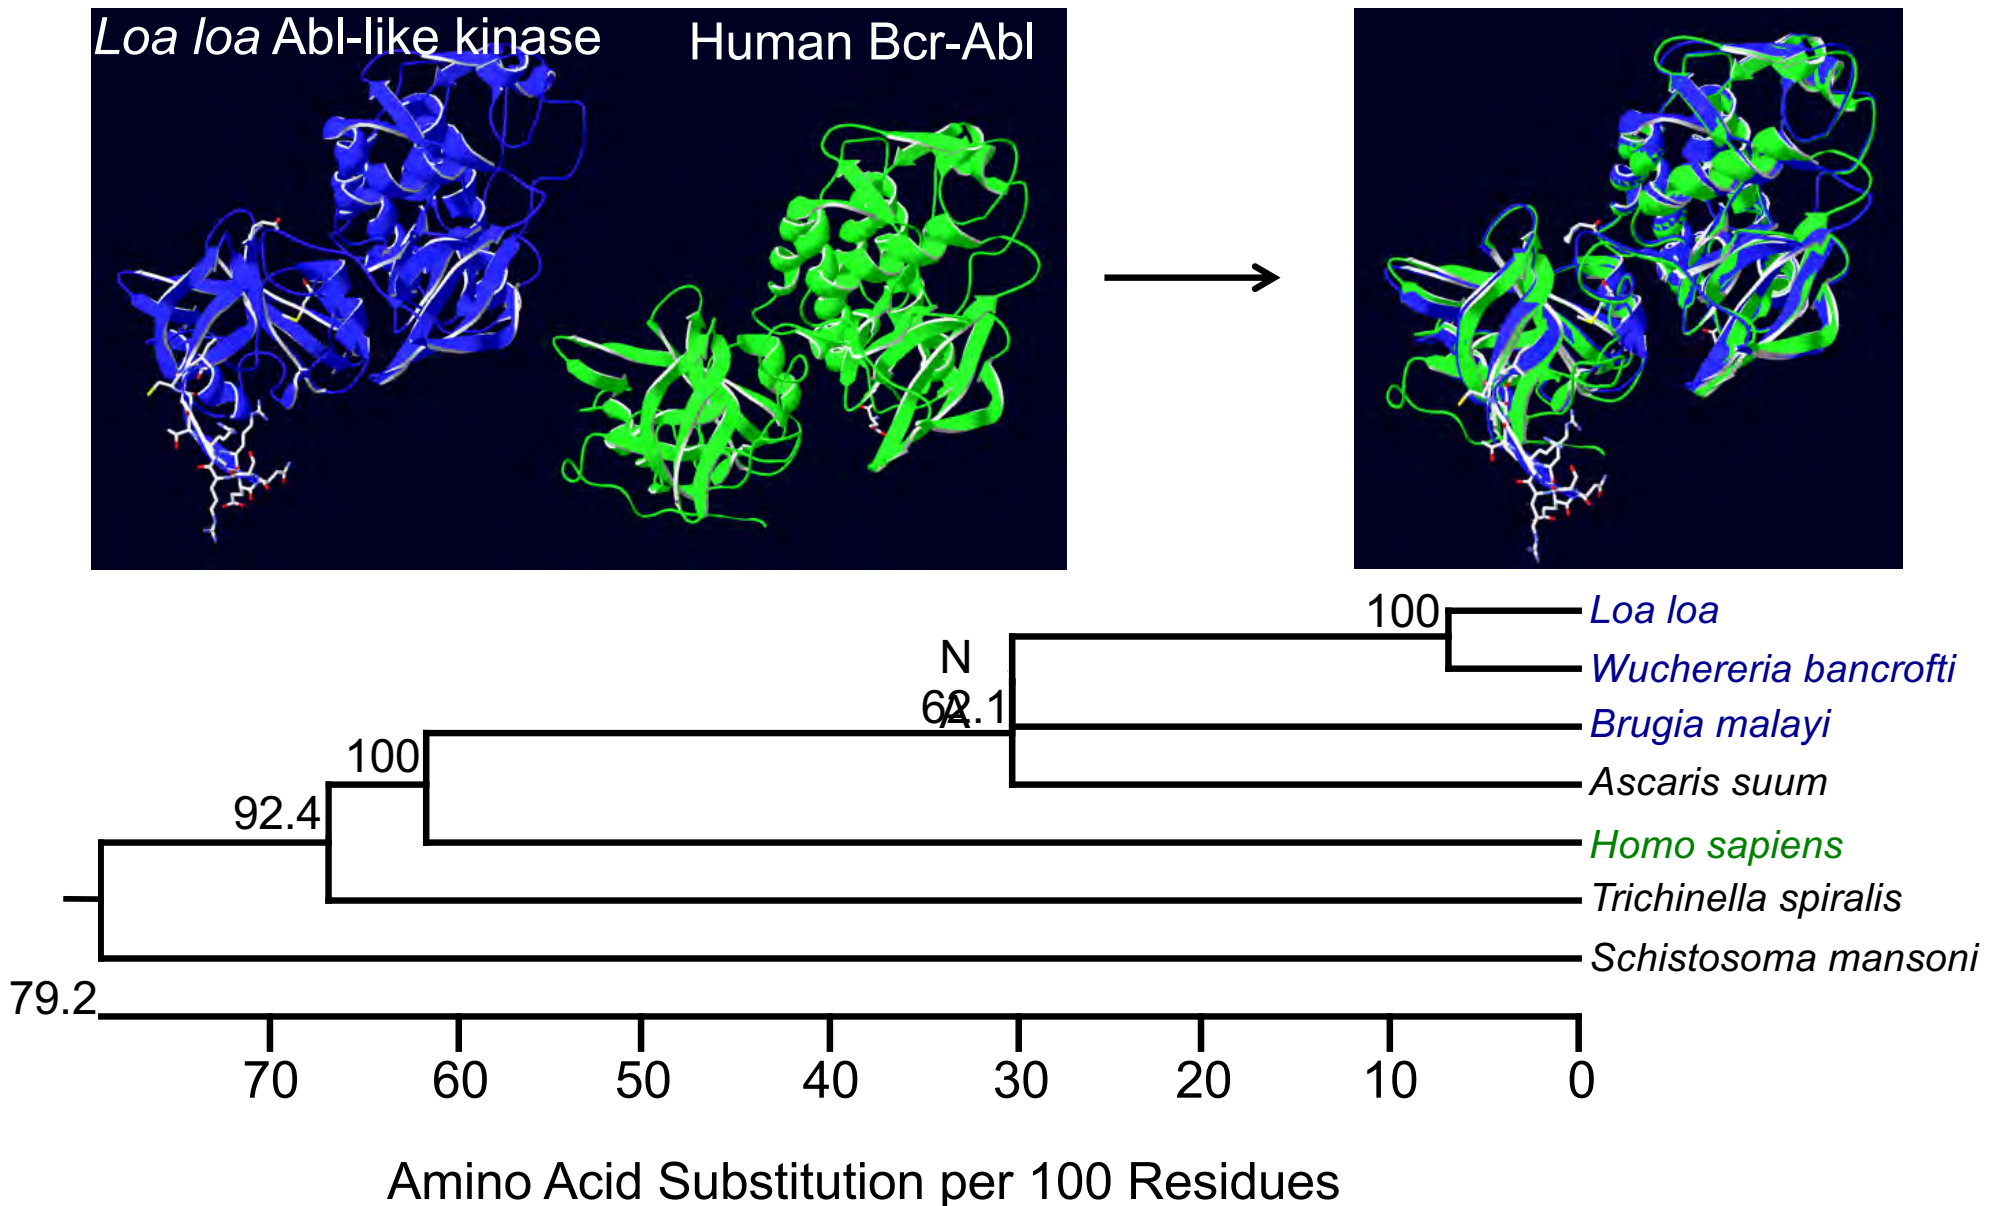 Loa loa Abl-like kinase
Human Bcr-Abl
100
Loa loa
Wuchereria bancrofti
N
A
62.1
Brugia malayi
100
Ascaris suum
92.4
Homo sapiens
Trichinella spiralis
Schistosoma mansoni
79.2
70 60 50 40 30 20 10 0
Amino Acid Substitution per 100 Residues